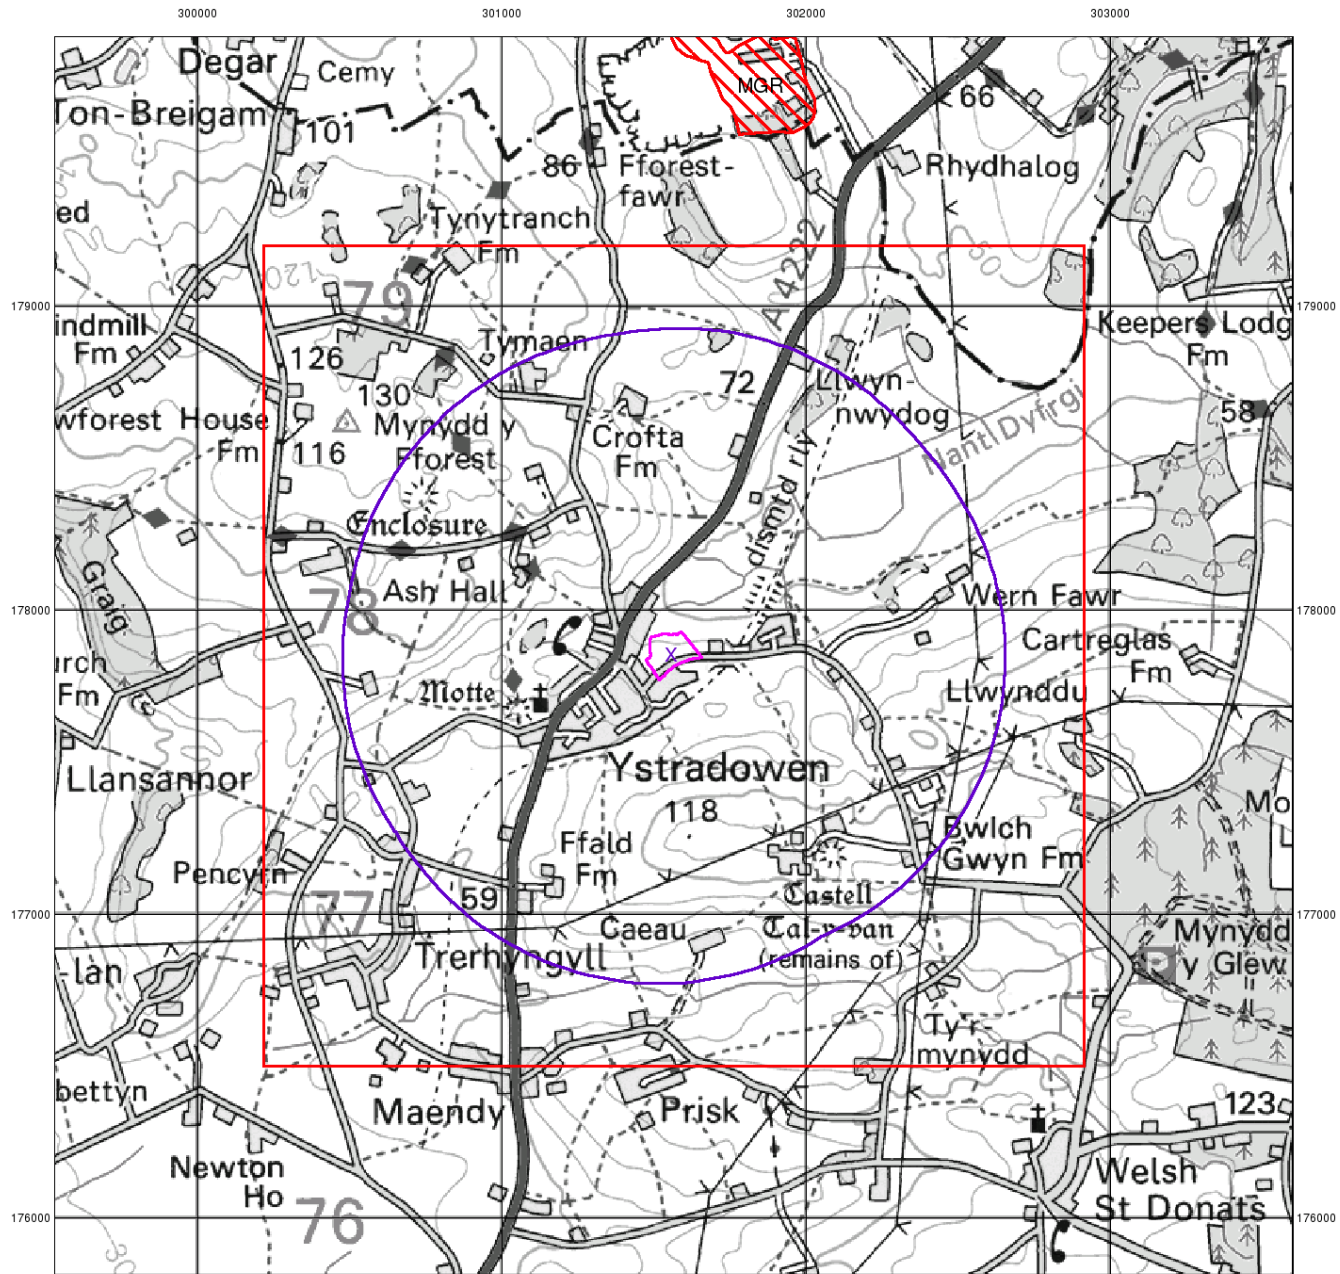 300000 301000 302000 303000
Degar
Cemy
MGR
66
Ton-Breigam
101
86
Fforest-
fawr
Rhydhalog
ed
Tynytranch
Fm
A 4222
80
120
179000
79
179000
indmill
Fm
Tymaen
Keepers Lodg
Fm
126
130
72
Llwyn-
nwydog
58
wforest House
Fm
Mynydd y
Fforest
116
Crofta
Fm
Nant Dyfrgi
Enclosure
dismtd rly
Graig
Ash Hall
178000
78
Wern Fawr
178000
Cartreglas
Fm
urch
Fm
Motte
X
Llwynddu
Llansannor
Ystradowen
118
Mo
L
Ffald
Fm
Bwlch
Gwyn Fm
Pencyrn
59
Castell
Tal-y-van
(remains of)
177000
77
177000
Caeau
Mynydd
y Glew
-lan
Trerhyngyll
Ty'r-
mynydd
bettyn
Maendy
Prisk
123
Newton
Ho
Welsh
St Donats
176000
76
176000